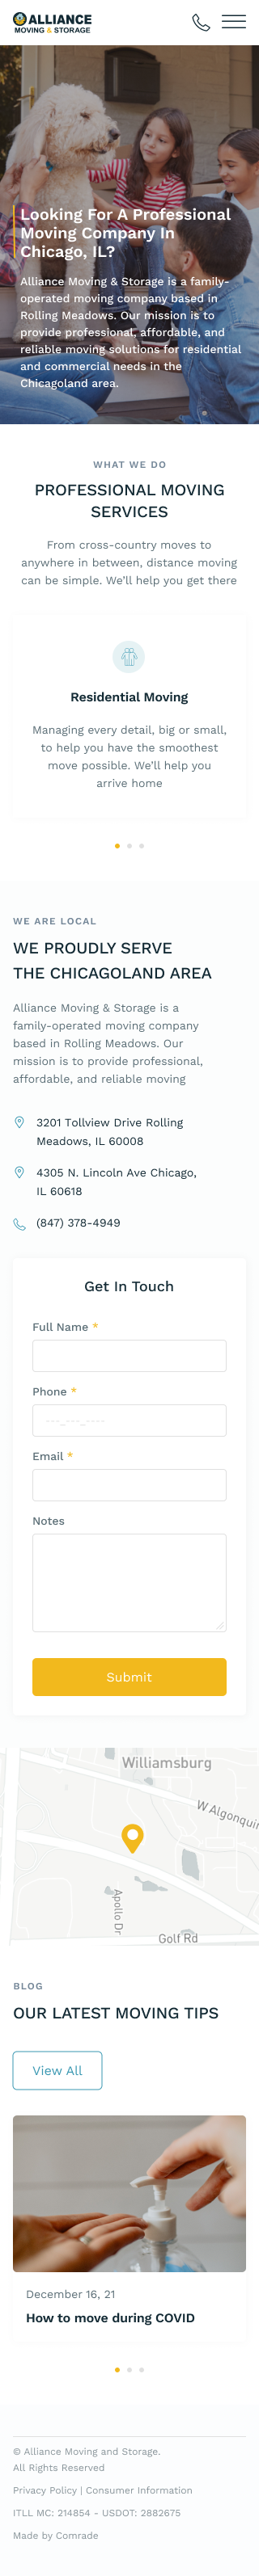 ALLIANCE
MOVING & STORAGE
Looking For A Professional
Moving Company In
Chicago, IL?
Alliance Moving & Storage is a family-
operated moving company based in
Rolling Meadows. Our mission is to
provide professional, affordable, and
reliable moving solutions for residential
and commercial needs in the
Chicagoland area.
WHAT WE DO
PROFESSIONAL MOVING
SERVICES
From cross-country moves to
anywhere in between, distance moving
can be simple. We'll help you get there
Residential Moving
Managing every detail, big or small,
to help you have the smoothest
move possible. We'll help you
arrive home
WE ARE LOCAL
WE PROUDLY SERVE
THE CHICAGOLAND AREA
Alliance Moving & Storage is a
family-operated moving company
based in Rolling Meadows. Our
mission is to provide professional,
affordable, and reliable moving
3201 Tollview Drive Rolling
Meadows, IL 60008
4305 N. Lincoln Ave Chicago,
IL 60618
(847) 378-4949
Get In Touch
Full Name *
Phone *
---_---_----
Email *
Notes
Submit
Williamsburg
W Algonquin
Apollo Dr
Golf Rd
BLOG
OUR LATEST MOVING TIPS
View All
December 16, 21
How to move during COVID
© Alliance Moving and Storage.
All Rights Reserved
Privacy Policy | Consumer Information
ITLL MC: 214854 - USDOT: 2882675
Made by Comrade